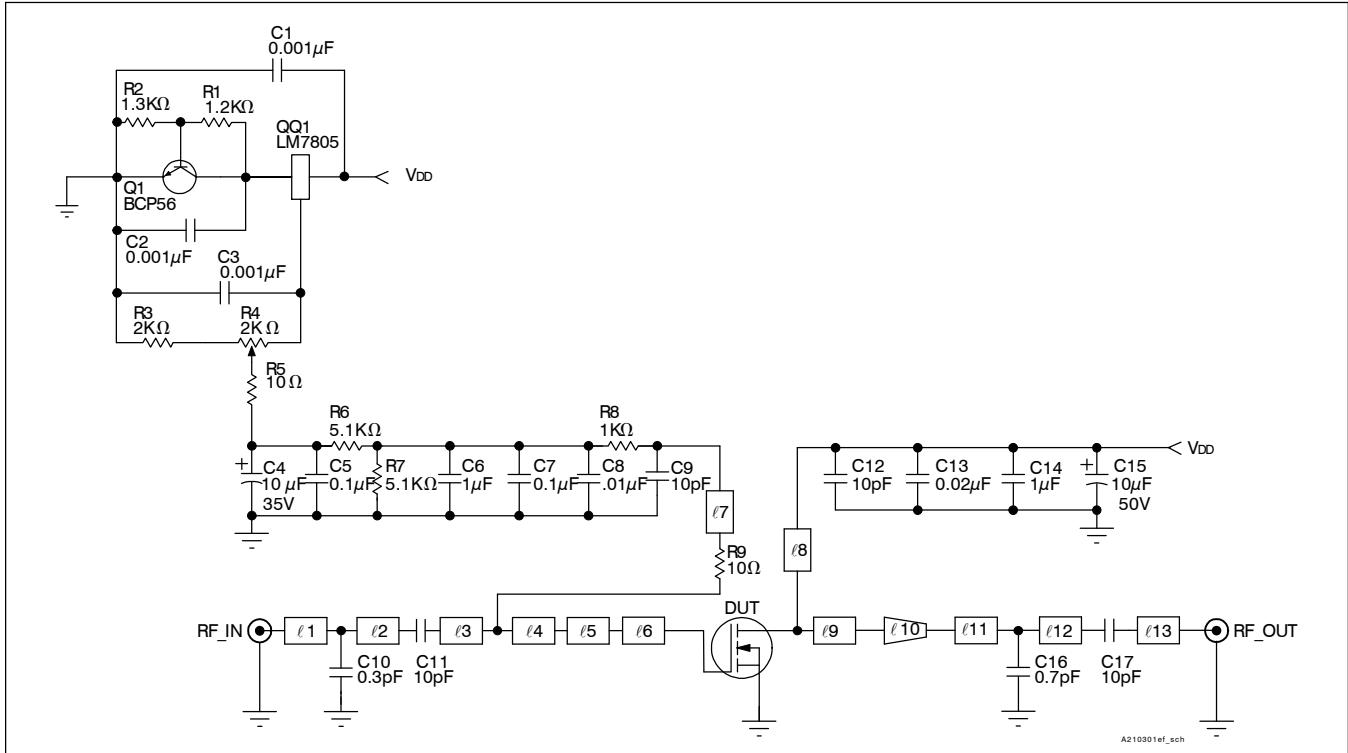 C1
0.001µF
R2
1.3KΩ
R1
1.2KΩ
QQ1
LM7805
VDD
Q1
BCP56
C2
0.001µF
C3
0.001µF
R3
2KΩ
R4
2KΩ
R5
10Ω
R6
5.1KΩ
R8
1KΩ
+
C4
10 µF
35V
C5
0.1µF
R7
5.1KΩ
C6
1µF
C7
0.1µF
C8
.01µF
C9
10pF
ℓ7
R9
10Ω
VDD
C12
10pF
C13
0.02µF
C14
1µF
+
C15
10µF
50V
ℓ8
DUT
RF_IN
ℓ1
ℓ2
ℓ3
ℓ4
ℓ5
ℓ6
ℓ9
ℓ10
ℓ11
ℓ12
ℓ13
RF_OUT
C10
0.3pF
C11
10pF
C16
0.7pF
C17
10pF
A210301ef_sch